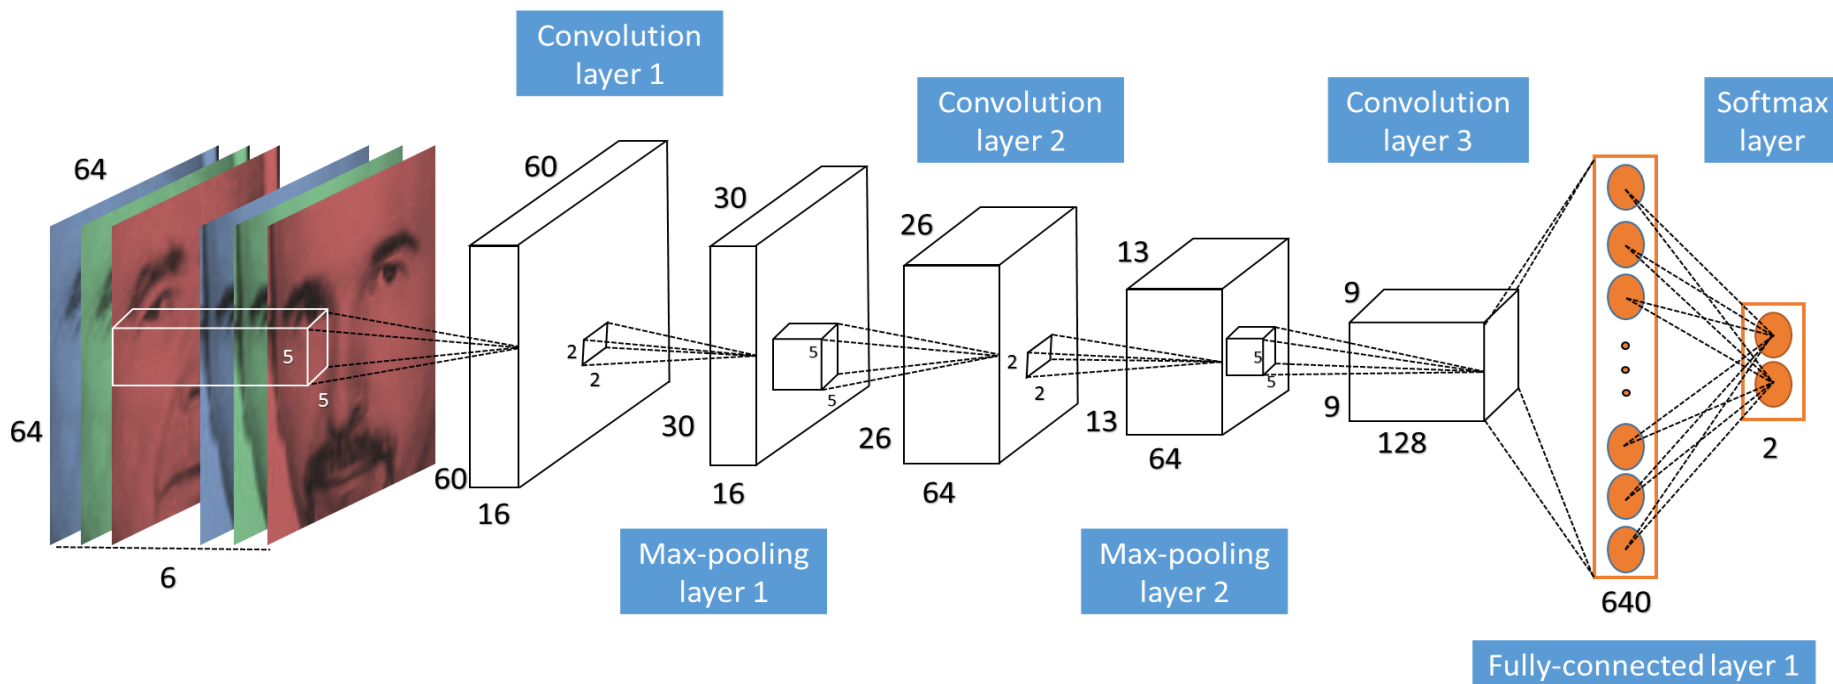 Convolution
layer 1
Convolution
layer 2
Convolution
layer 3
Softmax
layer
64
64
6
5
5
60
60
16
2
2
30
30
16
5
5
26
26
64
2
2
13
13
64
5
5
9
9
128
640
2
Max-pooling
layer 1
Max-pooling
layer 2
Fully-connected layer 1